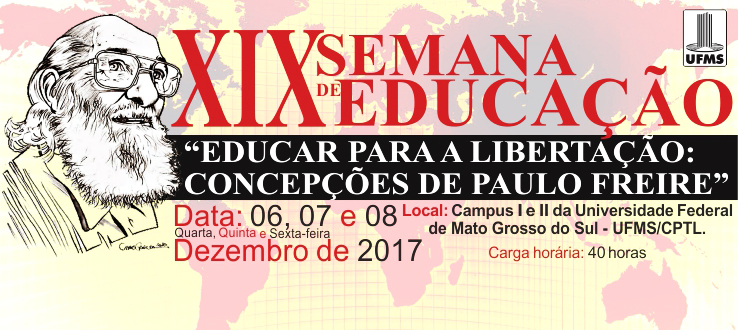 XIX SEMANA
DE EDUCAÇÃO
UFMS
“EDUCAR PARA A LIBERTAÇÃO:
CONCEPÇÕES DE PAULO FREIRE”
Data: 06, 07 e 08
Quarta, Quinta e Sexta-feira
Dezembro de 2017
Local: Campus I e II da Universidade Federal
de Mato Grosso do Sul - UFMS/CPTL.
Carga horária: 40 horas